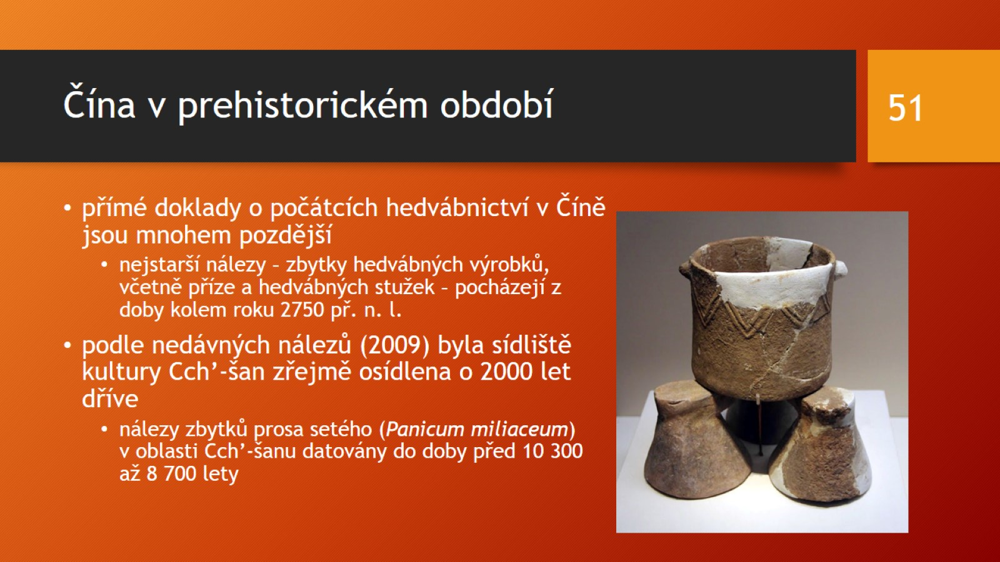 Čína v prehistorickém období
51
• přímé doklady o počátcích hedvábnictví v Číně
jsou mnohem pozdější
• nejstarší nálezy – zbytky hedvábných výrobků,
včetně příze a hedvábných stužek – pocházejí z
doby kolem roku 2750 př. n. l.
• podle nedávných nálezů (2009) byla sídliště
kultury Cch’-šan zřejmě osídlena o 2000 let
dříve
• nálezy zbytků prosa setého (Panicum miliaceum)
v oblasti Cch’-šanu datovány do doby před 10 300
až 8 700 lety